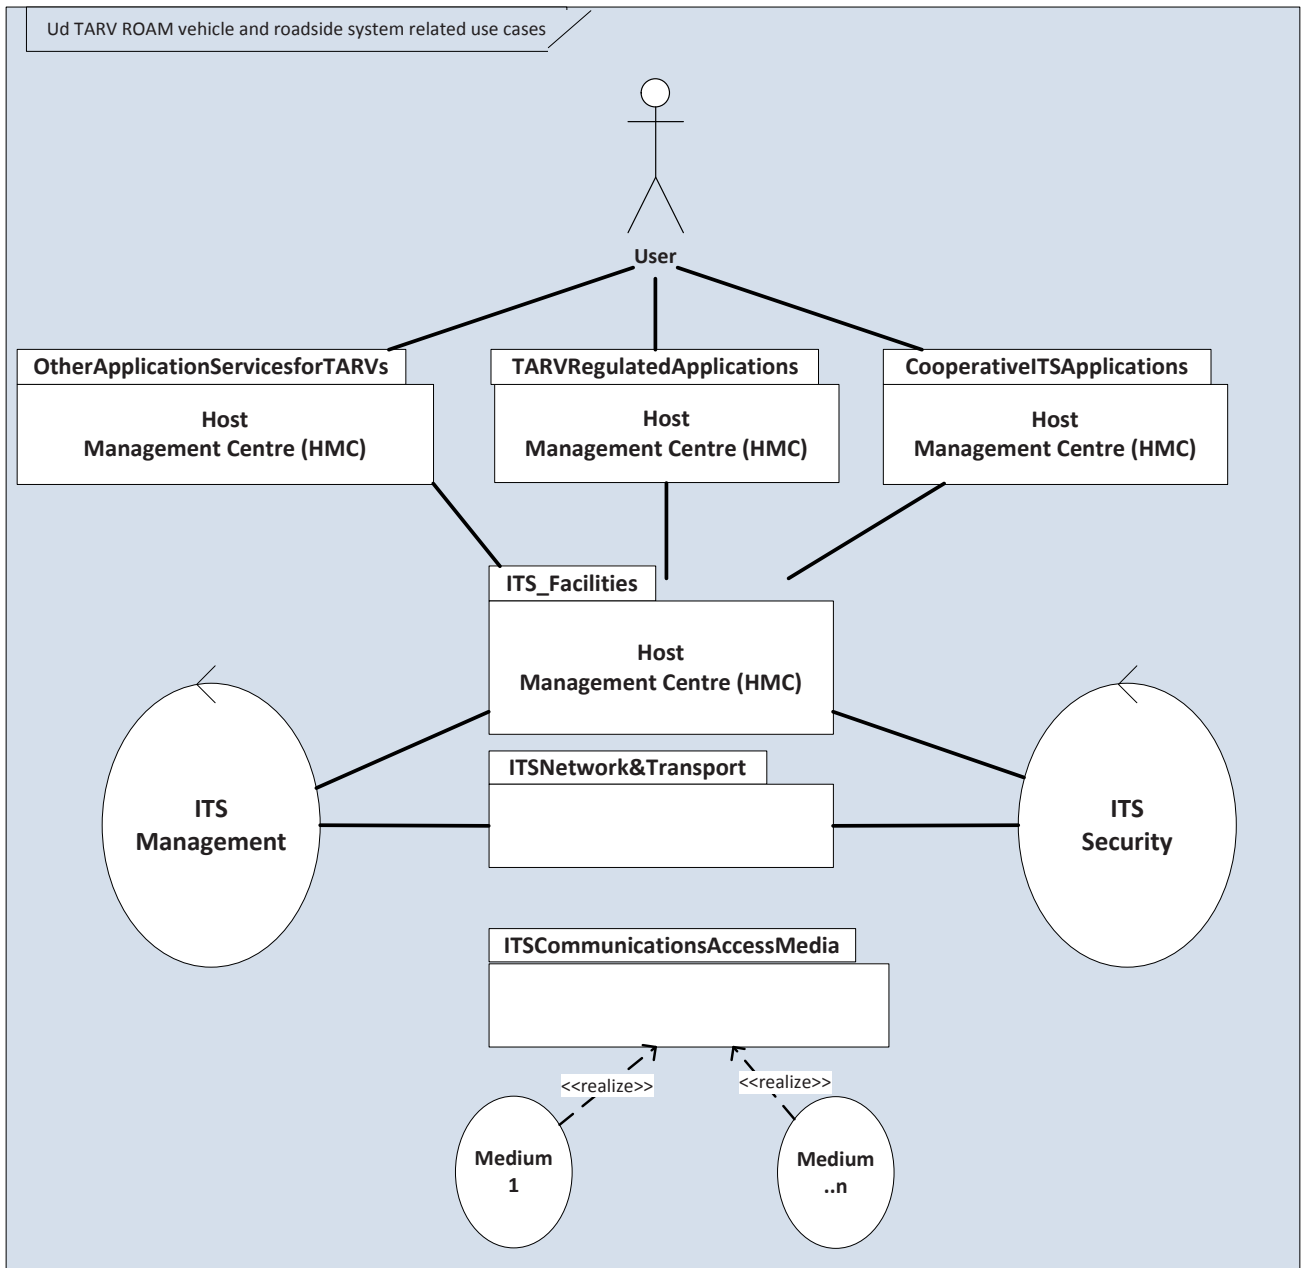 Ud TARV ROAM vehicle and roadside system related use cases
User
OtherApplicationServicesforTARVs
Host
Management Centre (HMC)
TARVRegulatedApplications
Host
Management Centre (HMC)
CooperativeITSApplications
Host
Management Centre (HMC)
ITS_Facilities
Host
Management Centre (HMC)
ITS
Management
ITSNetwork&Transport
ITS
Security
ITSCommunicationsAccessMedia
<<realize>>
<<realize>>
Medium
1
Medium
..n